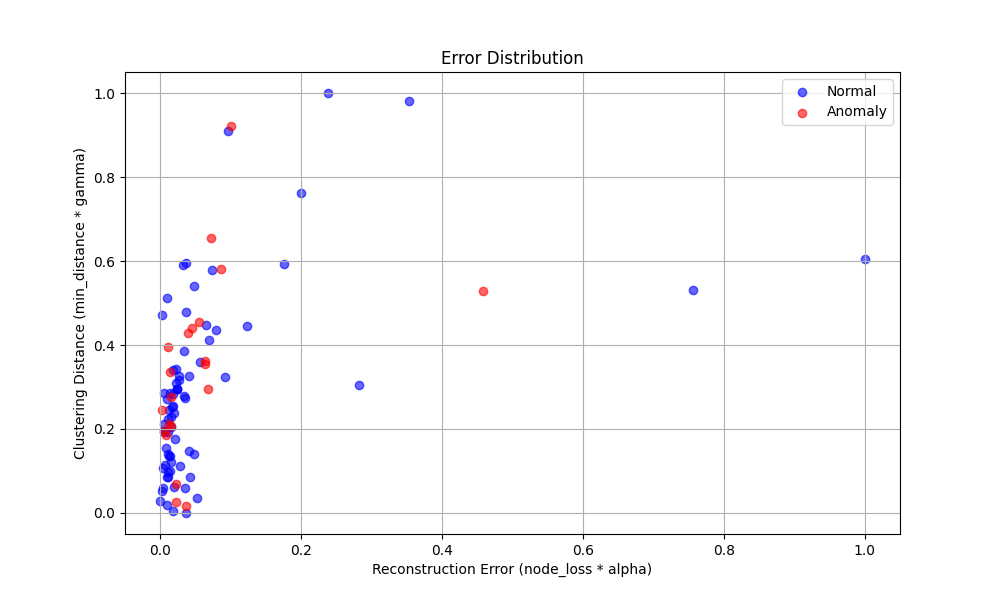 Error Distribution
Normal
Anomaly
1.0
0.8
0.6
0.4
0.2
0.0
Clustering Distance (min_distance * gamma)
0.0 0.2 0.4 0.6 0.8 1.0
Reconstruction Error (node_loss * alpha)